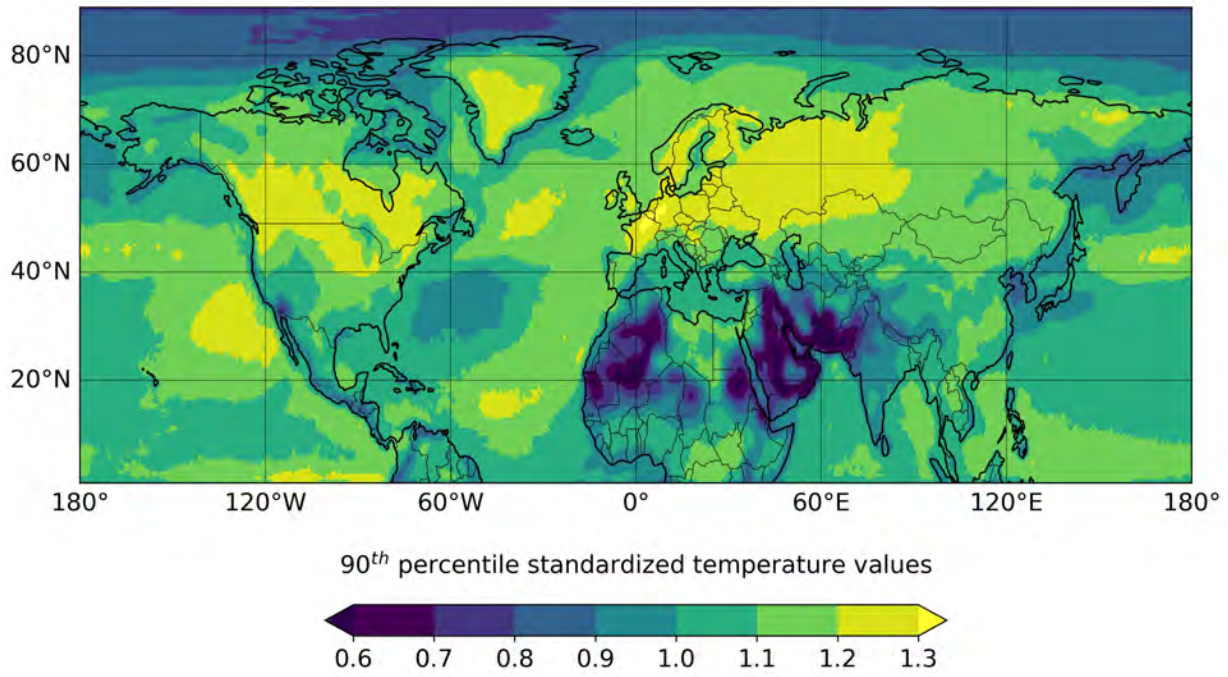 80°N
60°N
40°N
20°N
180° 120°W 60°W 0° 60°E 120°E 180°
90th percentile standardized temperature values
0.6 0.7 0.8 0.9 1.0 1.1 1.2 1.3